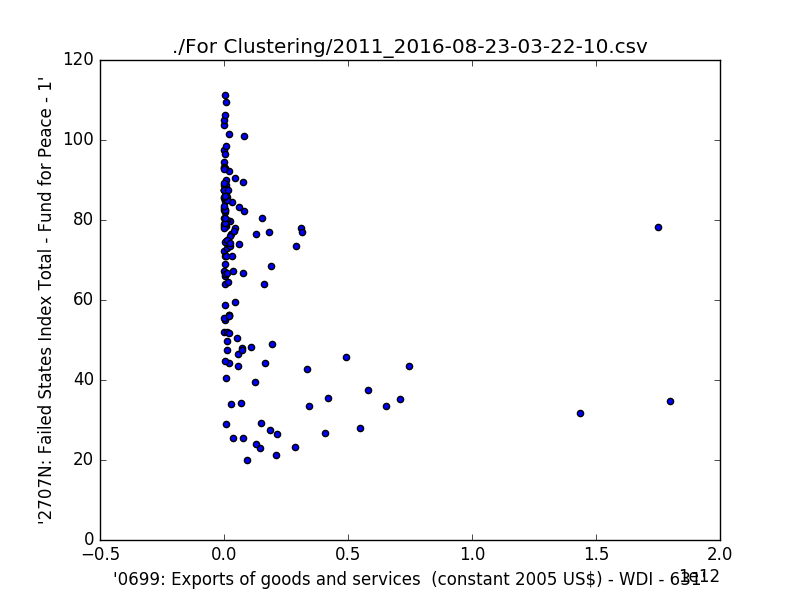 ./For Clustering/2011_2016-08-23-03-22-10.csv
'2707N: Failed States Index Total - Fund for Peace - 1'
120
100
80
60
40
20
0
−0.5 0.0 0.5 1.0 1.5 2.0
'0699: Exports of goods and services (constant 2005 US$) - WDI - 631'
1e12